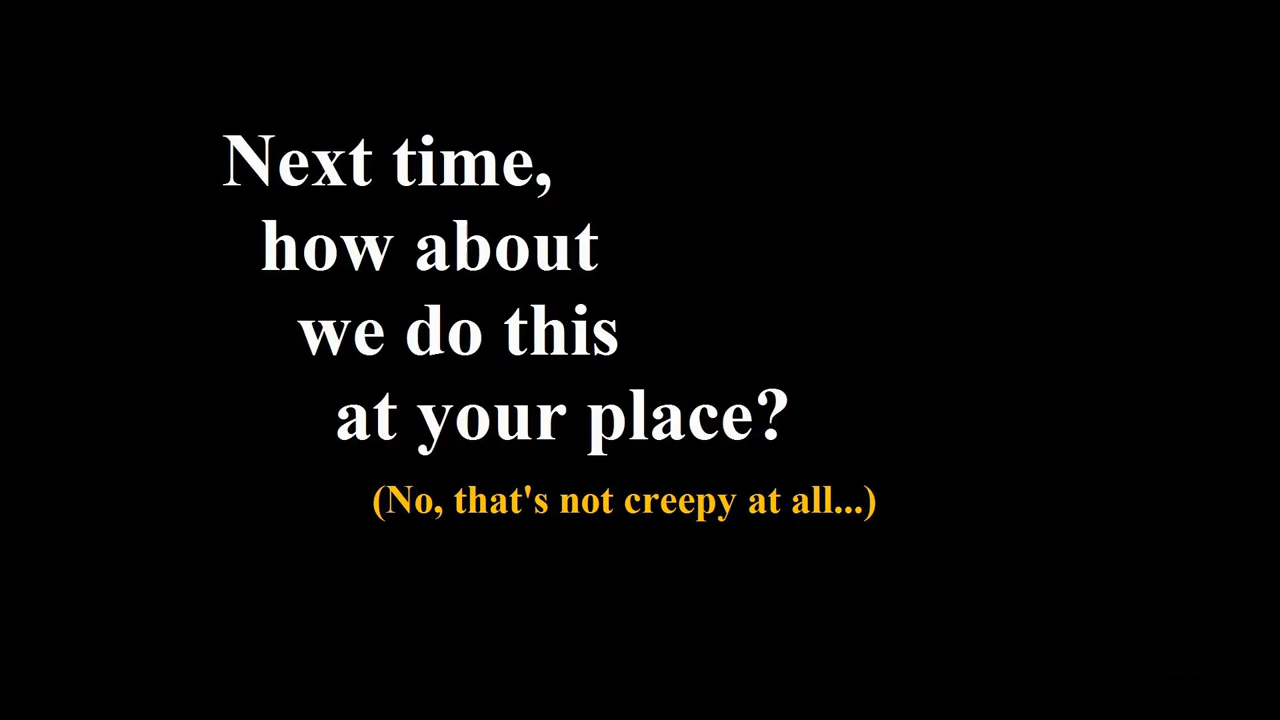 Next time,
how about
we do this
at your place?
(No, that's not creepy at all...)